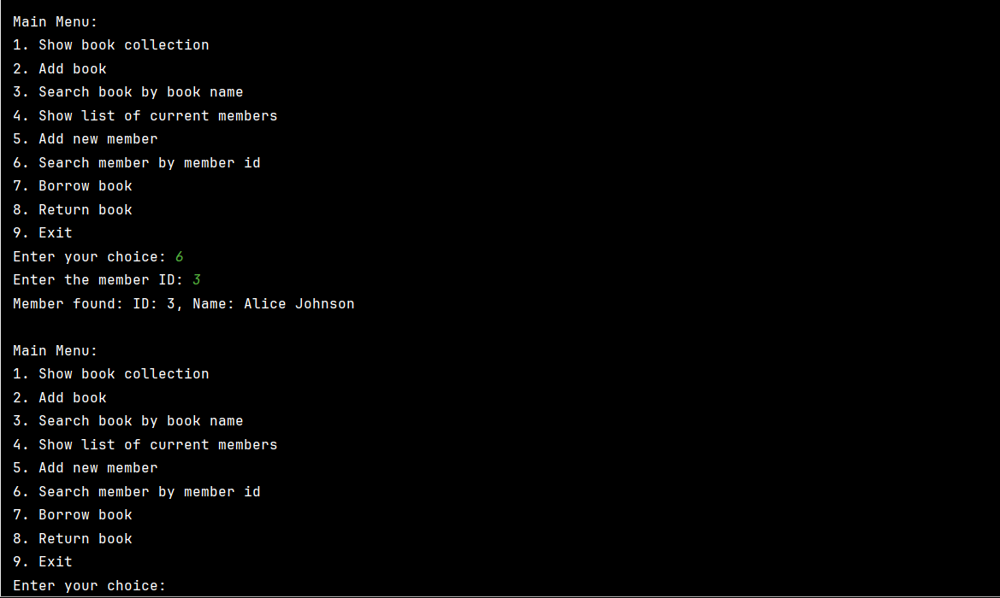 Main Menu:
1. Show book collection
2. Add book
3. Search book by book name
4. Show list of current members
5. Add new member
6. Search member by member id
7. Borrow book
8. Return book
9. Exit
Enter your choice: 6
Enter the member ID: 3
Member found: ID: 3, Name: Alice Johnson
Main Menu:
1. Show book collection
2. Add book
3. Search book by book name
4. Show list of current members
5. Add new member
6. Search member by member id
7. Borrow book
8. Return book
9. Exit
Enter your choice: